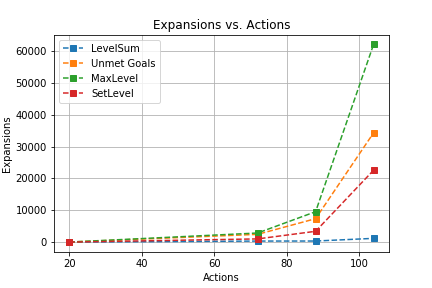 Expansions vs. Actions
LevelSum
Unmet Goals
MaxLevel
SetLevel
60000
50000
40000
30000
20000
10000
0
Expansions
20
40
60
80
100
Actions